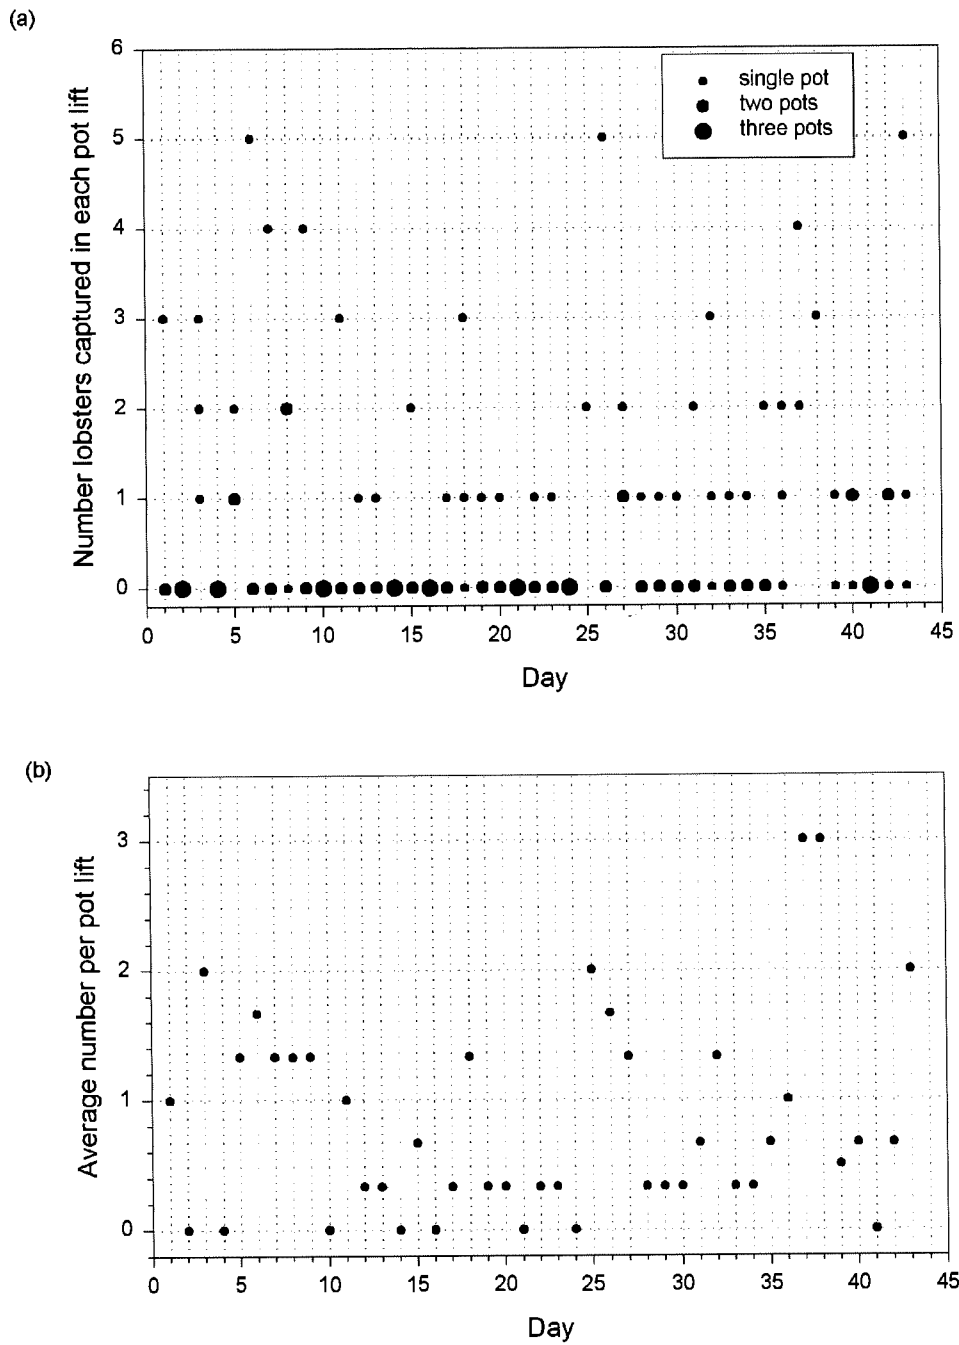 (a)
Number lobsters captured in each pot lift
6
5
4
3
2
1
0
single pot
two pots
three pots
0 5 10 15 20 25 30 35 40 45
Day
(b)
Average number per pot lift
3
2
1
0
0 5 10 15 20 25 30 35 40 45
Day